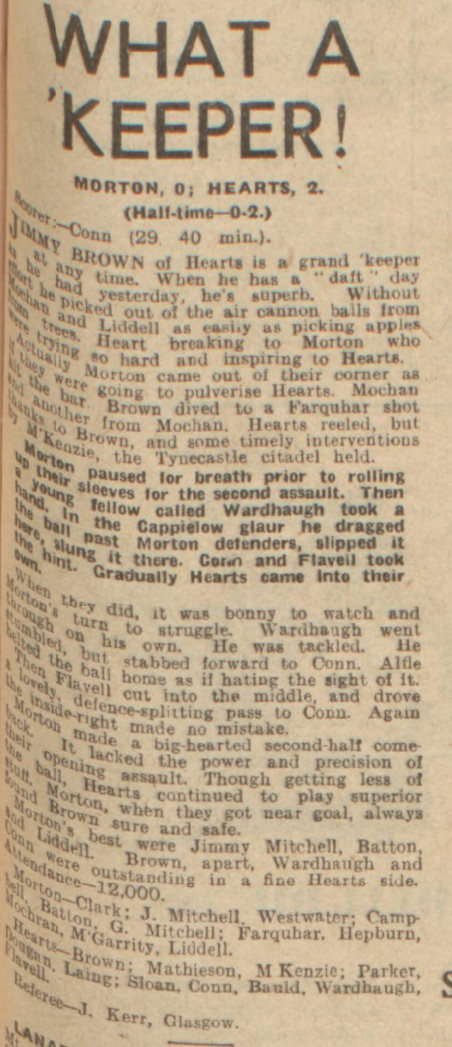 WHAT A
'KEEPER!
MORTON, 0; HEARTS, 2.
(Half-time—0-2.)
Scorer:—Conn (29, 40 min.).
JIMMY BROWN of Hearts is a grand 'keeper
at any time. When he has a "daft" day
as he had yesterday, he's superb. Without
effort he picked out of the air cannon balls from
Mochan and Liddell as easily as picking apples
from trees. Heart breaking to Morton who
were trying so hard and inspiring to Hearts.
Actually Morton came out of their corner as
if they were going to pulverise Hearts. Mochan
hit the bar. Brown dived to a Farquhar shot
and another from Mochan. Hearts reeled, but
thanks to Brown, and some timely interventions
by M'Kenzie, the Tynecastle citadel held.
Morton paused for breath prior to rolling
up their sleeves for the second assault. Then
a young fellow called Wardhaugh took a
hand. In the Cappielow glaur he dragged
the ball past Morton defenders, slipped it
here, slung it there. Conn and Flavell took
the hint. Gradually Hearts came into their
own.
When they did, it was bonny to watch and
Morton's turn to struggle. Wardhaugh went
through on his own. He was tackled. He
stumbled, but stabbed forward to Conn. Alfie
belted the ball home as if hating the sight of it.
Then Flavell cut into the middle, and drove
a lovely, defence-splitting pass to Conn. Again
the inside-right made no mistake.
Morton made a big-hearted second-half come-
back. It lacked the power and precision of
their opening assault. Though getting less of
the ball, Hearts continued to play superior
stuff. Morton, when they got near goal, always
found Brown sure and safe.
Morton's best were Jimmy Mitchell, Batton,
and Liddell. Brown, apart, Wardhaugh and
Conn were outstanding in a fine Hearts side.
Attendance—12,000.
Morton—Clark; J. Mitchell, Westwater; Camp-
bell, Batton, G. Mitchell; Farquhar, Hepburn,
Mochran, M'Garrity, Liddell.
Hearts—Brown; Mathieson, M Kenzie; Parker,
Dougan, Laing; Sloan, Conn, Bauld, Wardhaugh,
Flavell.
Referee—J. Kerr, Glasgow.
S